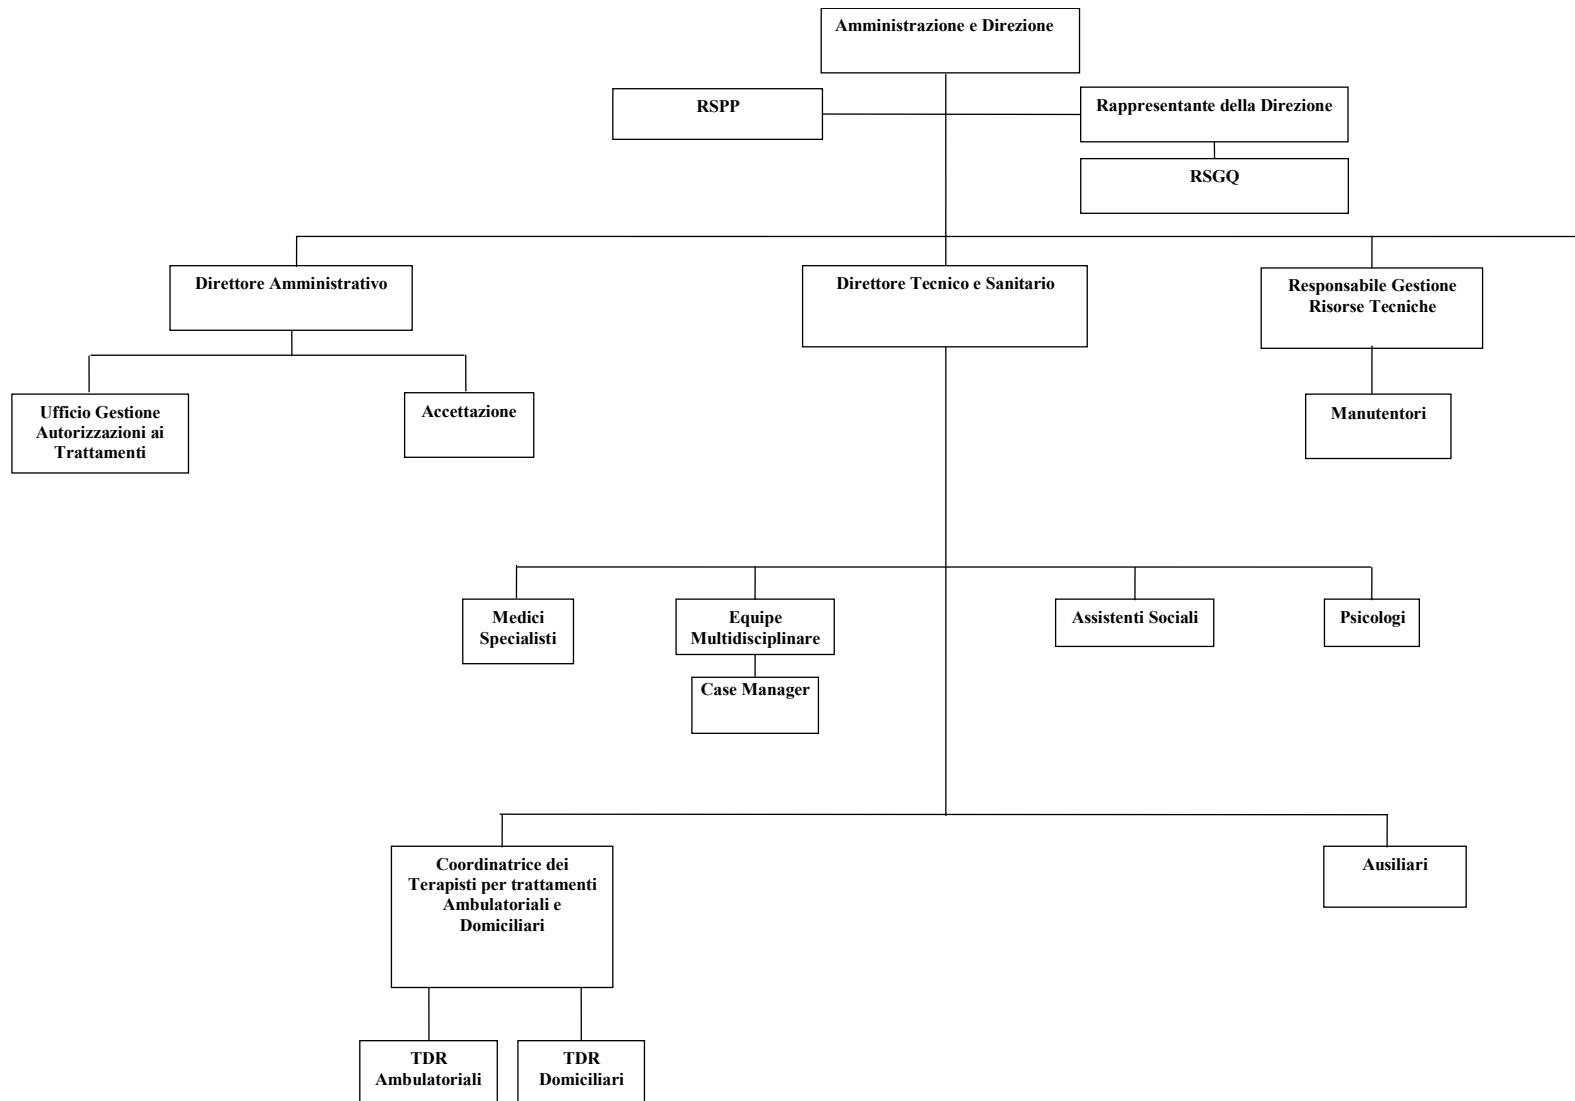 Amministrazione e Direzione
RSPP
Rappresentante della Direzione
RSGQ
Direttore Amministrativo
Direttore Tecnico e Sanitario
Responsabile Gestione
Risorse Tecniche
Ufficio Gestione
Autorizzazioni ai
Trattamenti
Accettazione
Manutentori
Medici
Specialisti
Equipe
Multidisciplinare
Assistenti Sociali
Psicologi
Case Manager
Coordinatrice dei
Terapisti per trattamenti
Ambulatoriali e
Domiciliari
Ausiliari
TDR
Ambulatoriali
TDR
Domiciliari